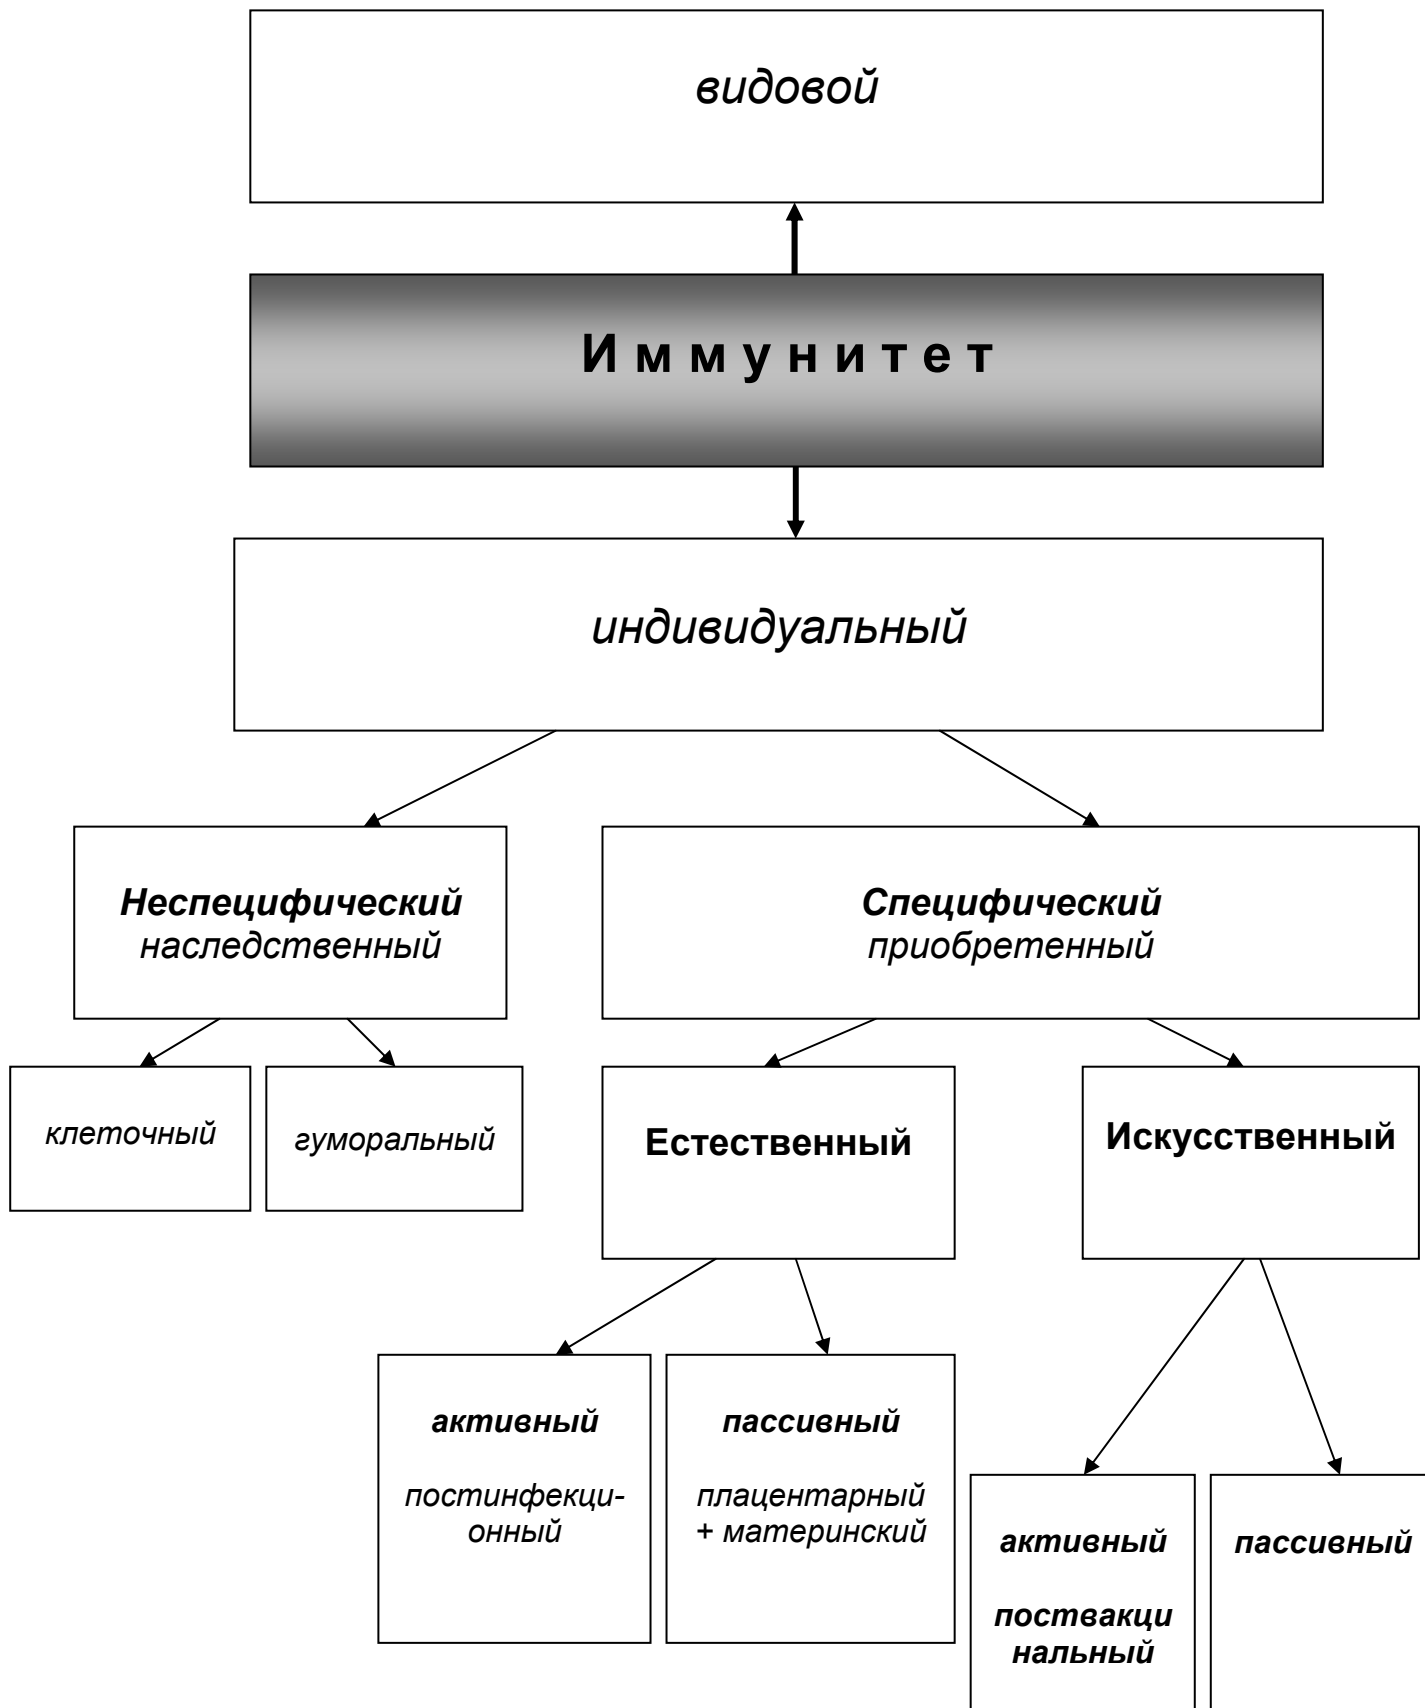 видовой
И м м у н и т е т
индивидуальный
Неспецифический
наследственный
Специфический
приобретенный
клеточный
гуморальный
Естественный
Искусственный
активный
постинфекци-
онный
пассивный
плацентарный
+ материнский
активный
поствакци
нальный
пассивный